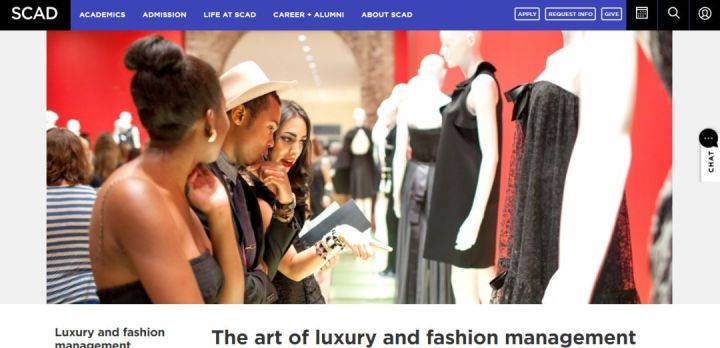 SCAD
ACADEMICS ADMISSION LIFE AT SCAD CAREER + ALUMNI ABOUT SCAD
APPLY REQUEST INFO GIVE
CHAT
Luxury and fashion
management
The art of luxury and fashion management